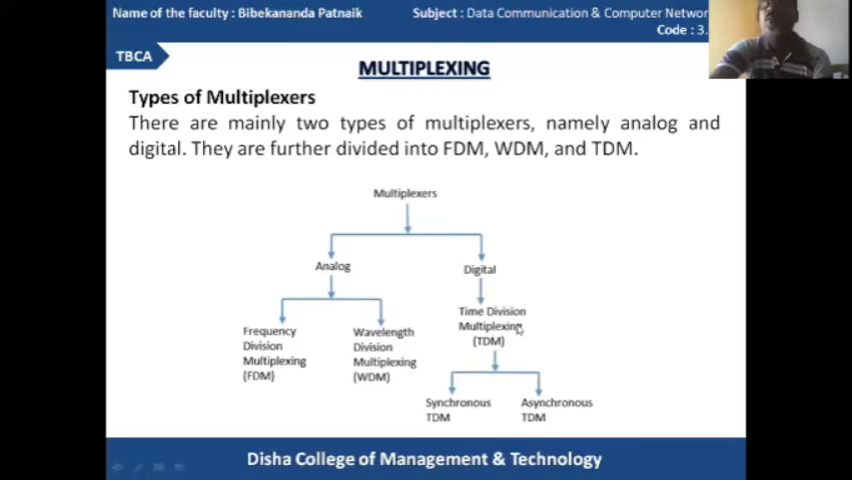 Name of the faculty : Bibekananda Patnaik
Subject : Data Communication & Computer Networ
Code : 3.
TBCA
MULTIPLEXING
Types of Multiplexers
There are mainly two types of multiplexers, namely analog and
digital. They are further divided into FDM, WDM, and TDM.
Multiplexers
Analog
Digital
Frequency
Division
Multiplexing
(FDM)
Wavelength
Division
Multiplexing
(WDM)
Time Division
Multiplexing
(TDM)
Synchronous
TDM
Asynchronous
TDM
Disha College of Management & Technology